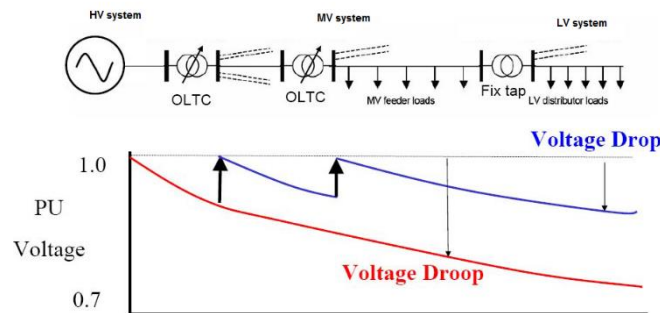 HV system
MV system
LV system
OLTC
OLTC
MV feeder loads
Fix tap
LV distributor loads
Voltage Drop
1.0
PU
Voltage
Voltage Droop
0.7